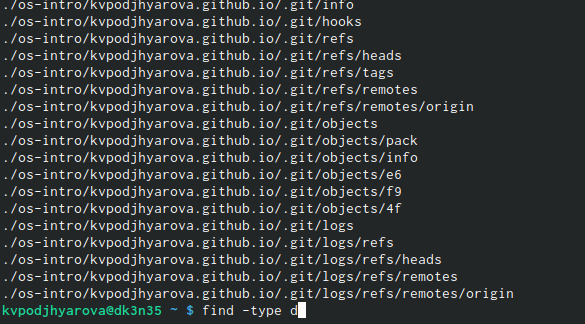 ./os-intro/kvpodjhyarova.github.io/.git/info
./os-intro/kvpodjhyarova.github.io/.git/hooks
./os-intro/kvpodjhyarova.github.io/.git/refs
./os-intro/kvpodjhyarova.github.io/.git/refs/heads
./os-intro/kvpodjhyarova.github.io/.git/refs/tags
./os-intro/kvpodjhyarova.github.io/.git/refs/remotes
./os-intro/kvpodjhyarova.github.io/.git/refs/remotes/origin
./os-intro/kvpodjhyarova.github.io/.git/objects
./os-intro/kvpodjhyarova.github.io/.git/objects/pack
./os-intro/kvpodjhyarova.github.io/.git/objects/info
./os-intro/kvpodjhyarova.github.io/.git/objects/e6
./os-intro/kvpodjhyarova.github.io/.git/objects/f9
./os-intro/kvpodjhyarova.github.io/.git/objects/4f
./os-intro/kvpodjhyarova.github.io/.git/logs
./os-intro/kvpodjhyarova.github.io/.git/logs/refs
./os-intro/kvpodjhyarova.github.io/.git/logs/refs/heads
./os-intro/kvpodjhyarova.github.io/.git/logs/refs/remotes
./os-intro/kvpodjhyarova.github.io/.git/logs/refs/remotes/origin
kvpodjhyarova@dk3n35 ~ $ find -type d